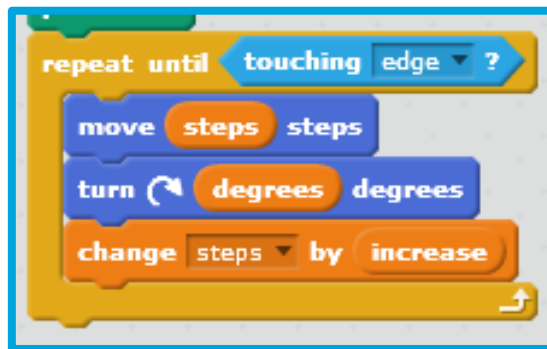 repeat until touching edge ?
move steps steps
turn degrees degrees
change steps by increase